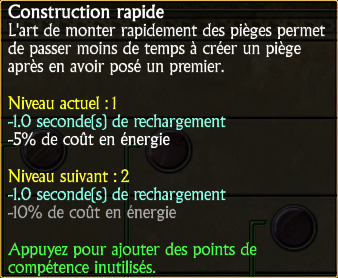 Construction rapide
L'art de monter rapidement des pièges permet
de passer moins de temps à créer un piège
après en avoir posé un premier.
Niveau actuel : 1
-1.0 seconde(s) de rechargement
-5% de coût en énergie
Niveau suivant : 2
-1.0 seconde(s) de rechargement
-10% de coût en énergie
Appuyez pour ajouter des points de
compétence inutilisés.